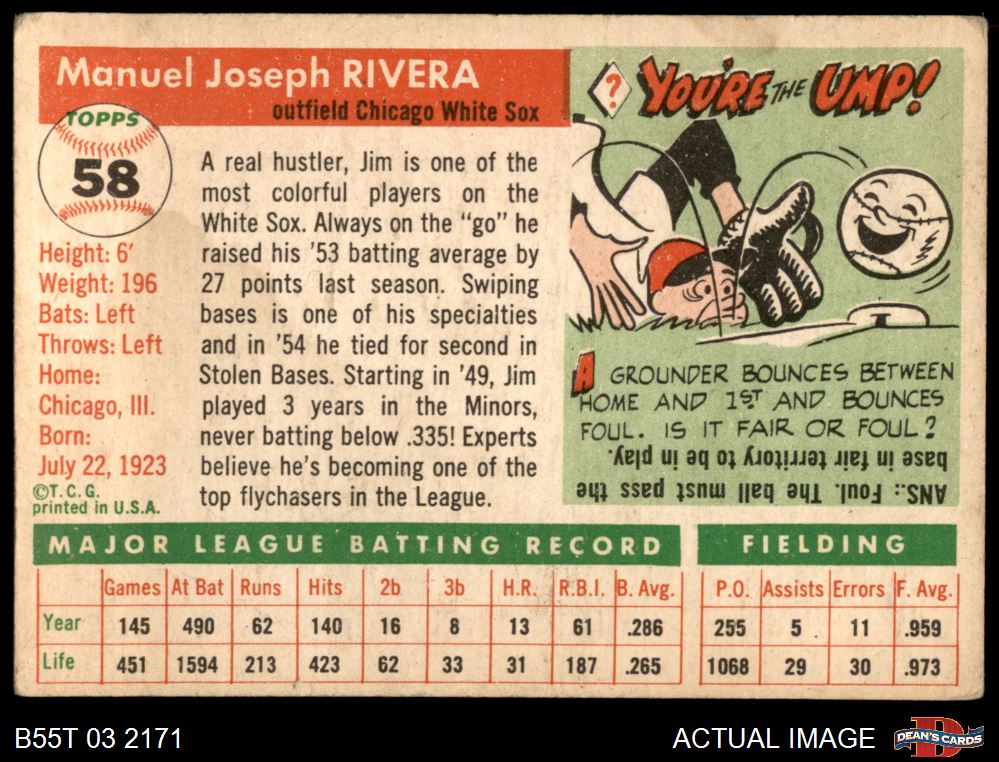 Manuel Joseph RIVERA
outfield Chicago White Sox
TOPPS
58
Height: 6'
Weight: 196
Bats: Left
Throws: Left
Home:
Chicago, Ill.
Born:
July 22, 1923
©T. C. G.
printed in U.S.A.
A real hustler, Jim is one of the
most colorful players on the
White Sox. Always on the "go" he
raised his '53 batting average by
27 points last season. Swiping
bases is one of his specialties
and in '54 he tied for second in
Stolen Bases. Starting in '49, Jim
played 3 years in the Minors,
never batting below .335! Experts
believe he's becoming one of the
top flychasers in the League.
? YOU'RE THE UMP!
A GROUNDER BOUNCES BETWEEN
HOME AND 1ST AND BOUNCES
FOUL. IS IT FAIR OR FOUL?
ANS.: Foul. The ball must pass the
base in fair territory to be in play.
MAJOR LEAGUE BATTING RECORD
Games At Bat Runs Hits 2b 3b H.R. R.B.I. B. Avg.
Year 145 490 62 140 16 8 13 61 .286
Life 451 1594 213 423 62 33 31 187 .265
FIELDING
P.O. Assists Errors F. Avg.
255 5 11 .959
1068 29 30 .973
B55T 03 2171
ACTUAL IMAGE
DEAN'S CARDS